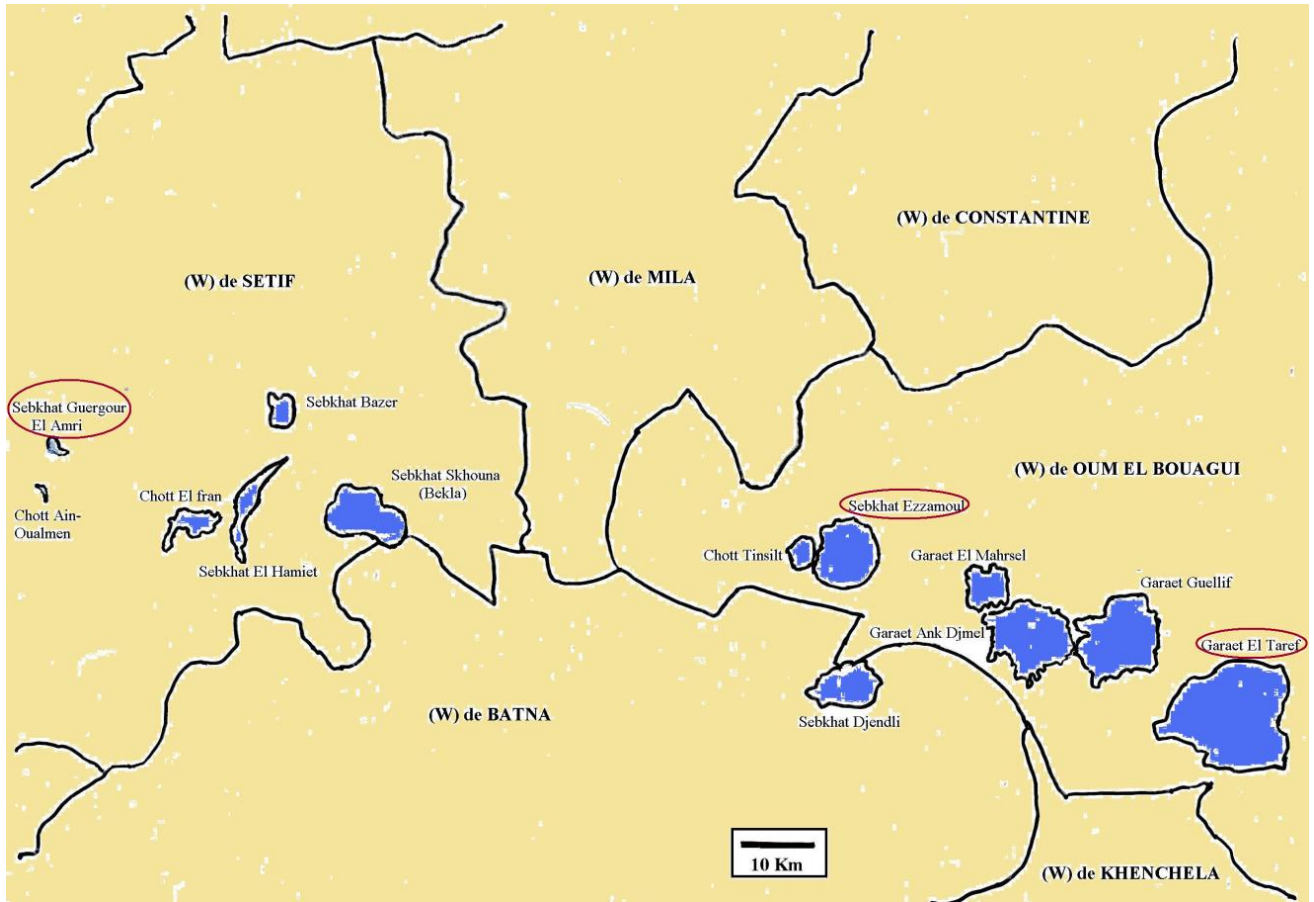 (W) de CONSTANTINE
(W) de SETIF
(W) de MILA
Sebkhat Guergour
El Amri
Sebkhat Bazer
(W) de OUM EL BOUAGUI
Sebkhat Skhouna
(Bekla)
Chott El fran
Chott Ain-
Oualmen
Sebkhat El Hamiet
Sebkhat Ezzamoul
Chott Tinsilt
Garaet El Mahrsel
Garaet Guellif
Garaet Ank Djmel
Garaet El Taref
(W) de BATNA
Sebkhat Djendli
10 Km
(W) de KHENCHELA